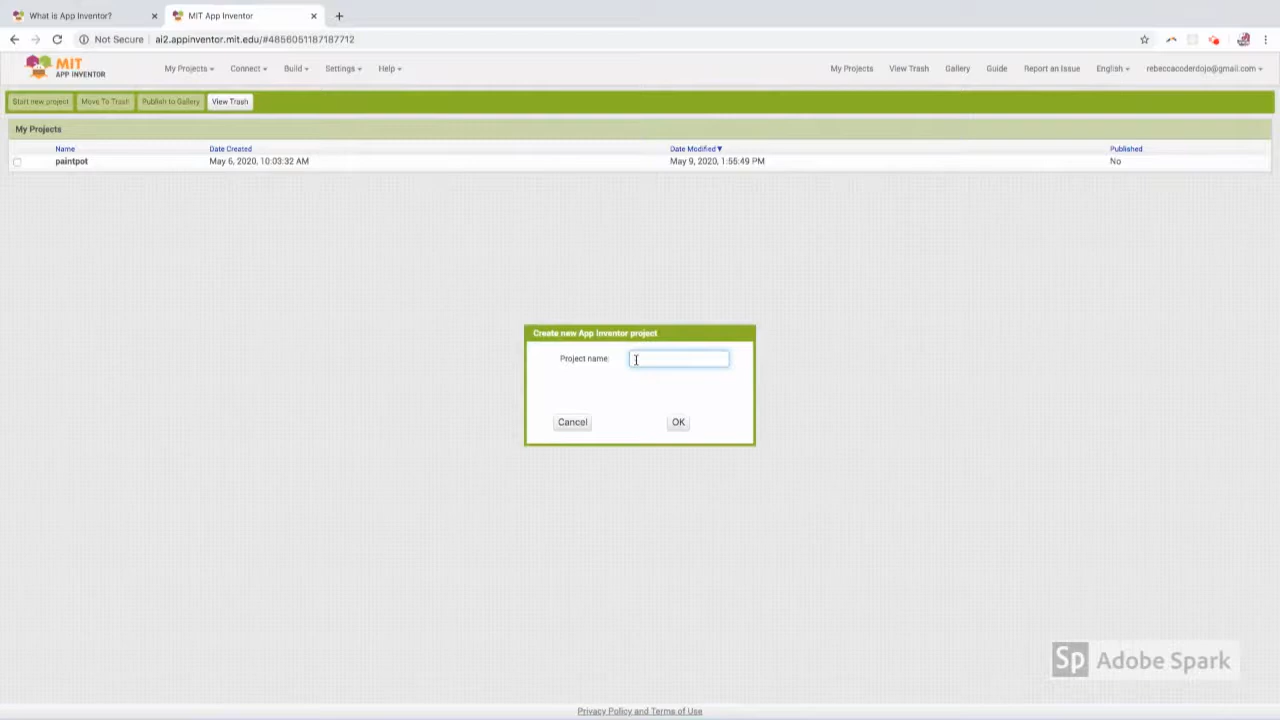 What is App Inventor?
MIT App Inventor
Not Secure ai2.appinventor.mit.edu/#4856051187187712
MIT
APP INVENTOR
My Projects Connect Build Settings Help My Projects View Trash Gallery Guide Report an Issue English rebeccacoderdojo@gmail.com
Start new project Move To Trash Publish to Gallery View Trash
My Projects
Name Date Created Date Modified Published
paintpot May 6, 2020, 10:03:32 AM May 9, 2020, 1:55:49 PM No
Create new App Inventor project
Project name:
Cancel OK
Sp Adobe Spark
Privacy Policy and Terms of Use